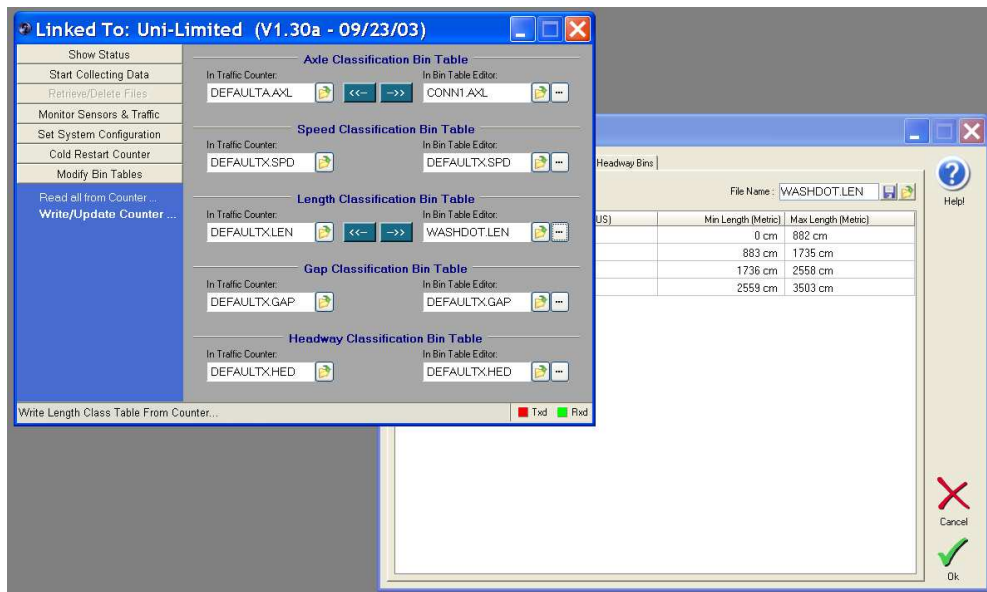 Linked To: Uni-Limited (V1.30a - 09/23/03)
Show Status
Start Collecting Data
Retrieve/Delete Files
Monitor Sensors & Traffic
Set System Configuration
Cold Restart Counter
Modify Bin Tables
Read all from Counter ...
Write/Update Counter ...
Axle Classification Bin Table
In Traffic Counter: In Bin Table Editor:
DEFAULTA.AXL <<- ->> CONN1.AXL ...
Speed Classification Bin Table
In Traffic Counter: In Bin Table Editor:
DEFAULTX.SPD DEFAULTX.SPD ...
Length Classification Bin Table
In Traffic Counter: In Bin Table Editor:
DEFAULTX.LEN <<- ->> WASHDOT.LEN ...
Gap Classification Bin Table
In Traffic Counter: In Bin Table Editor:
DEFAULTX.GAP DEFAULTX.GAP ...
Headway Classification Bin Table
In Traffic Counter: In Bin Table Editor:
DEFAULTX.HED DEFAULTX.HED ...
Write Length Class Table From Counter... Txd Rxd
Headway Bins
File Name : WASHDOT.LEN
US) Min Length (Metric) Max Length (Metric)
0 cm 882 cm
883 cm 1735 cm
1736 cm 2558 cm
2559 cm 3503 cm
?
Help!
Cancel
Ok